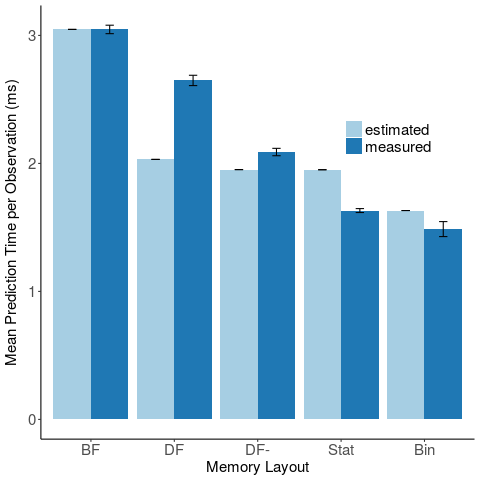 Mean Prediction Time per Observation (ms)
3
2
1
0
estimated
measured
BF DF DF- Stat Bin
Memory Layout